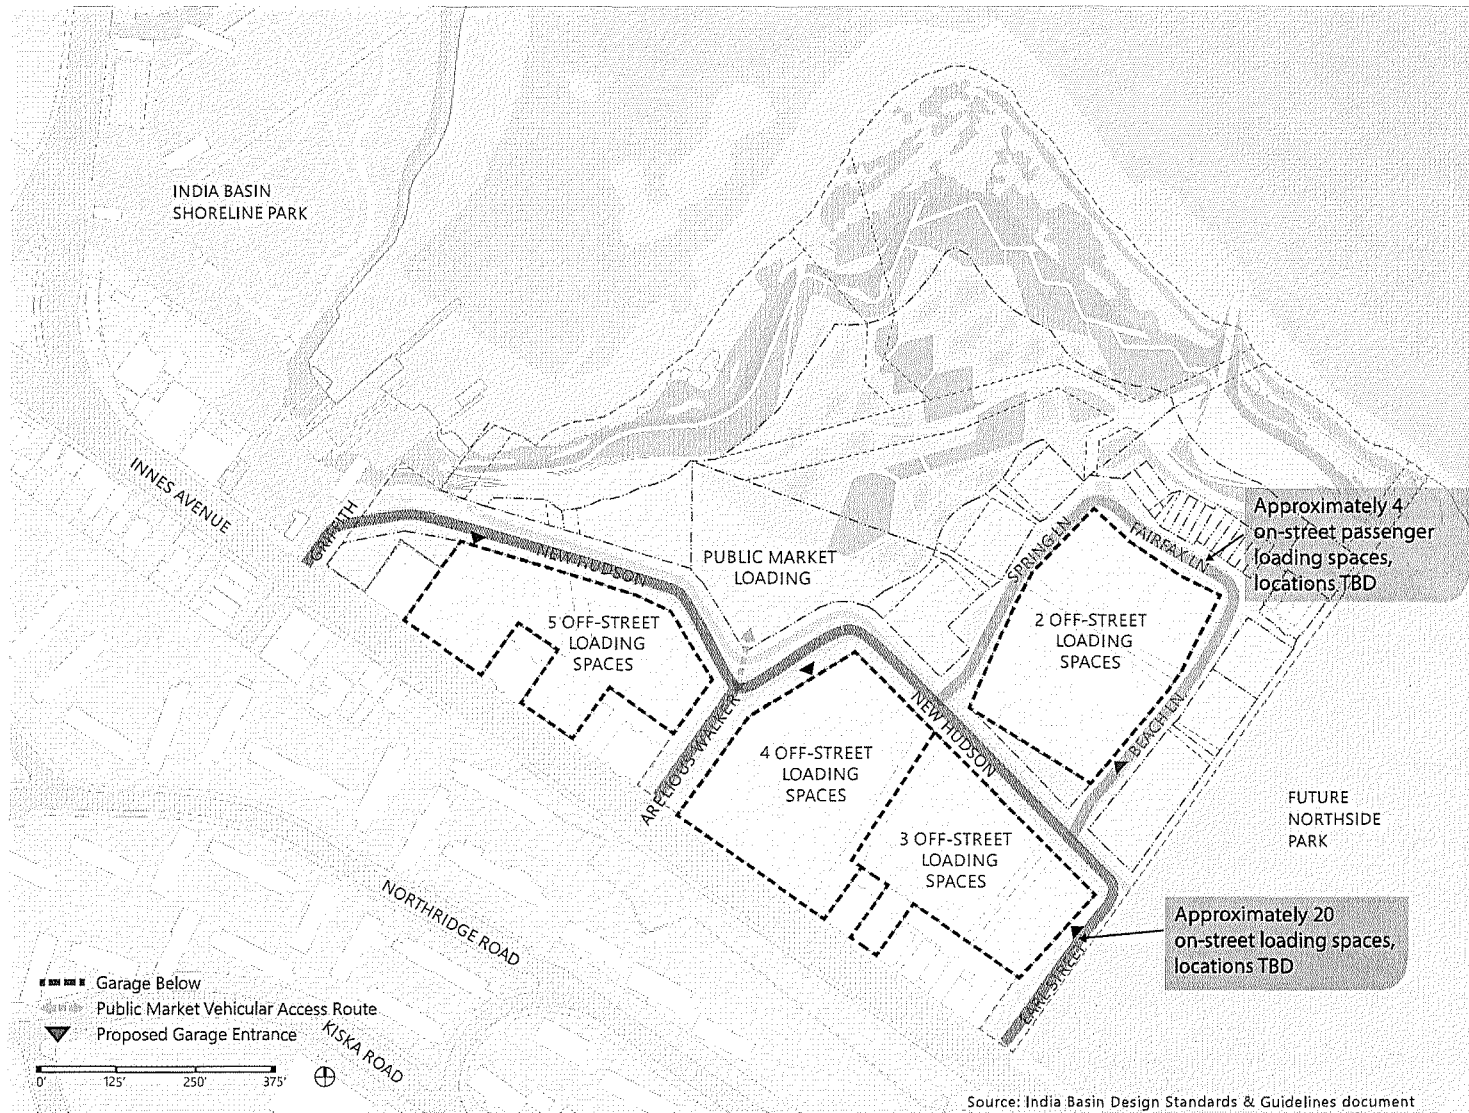 INDIA BASIN
SHORELINE PARK
INNES AVENUE
GRIFFITH
NEW HUDSON
PUBLIC MARKET
LOADING
SPRING LN
FAIRFAX LN
Approximately 4
on-street passenger
loading spaces,
locations TBD
5 OFF-STREET
LOADING
SPACES
2 OFF-STREET
LOADING
SPACES
ARELIOUS WALKER
NEW HUDSON
BEACH LN
4 OFF-STREET
LOADING
SPACES
3 OFF-STREET
LOADING
SPACES
FUTURE
NORTHSIDE
PARK
NORTHRIDGE ROAD
Approximately 20
on-street loading spaces,
locations TBD
EARL STREET
Garage Below
Public Market Vehicular Access Route
Proposed Garage Entrance
KISKA ROAD
0' 125' 250' 375'
Source: India Basin Design Standards & Guidelines document